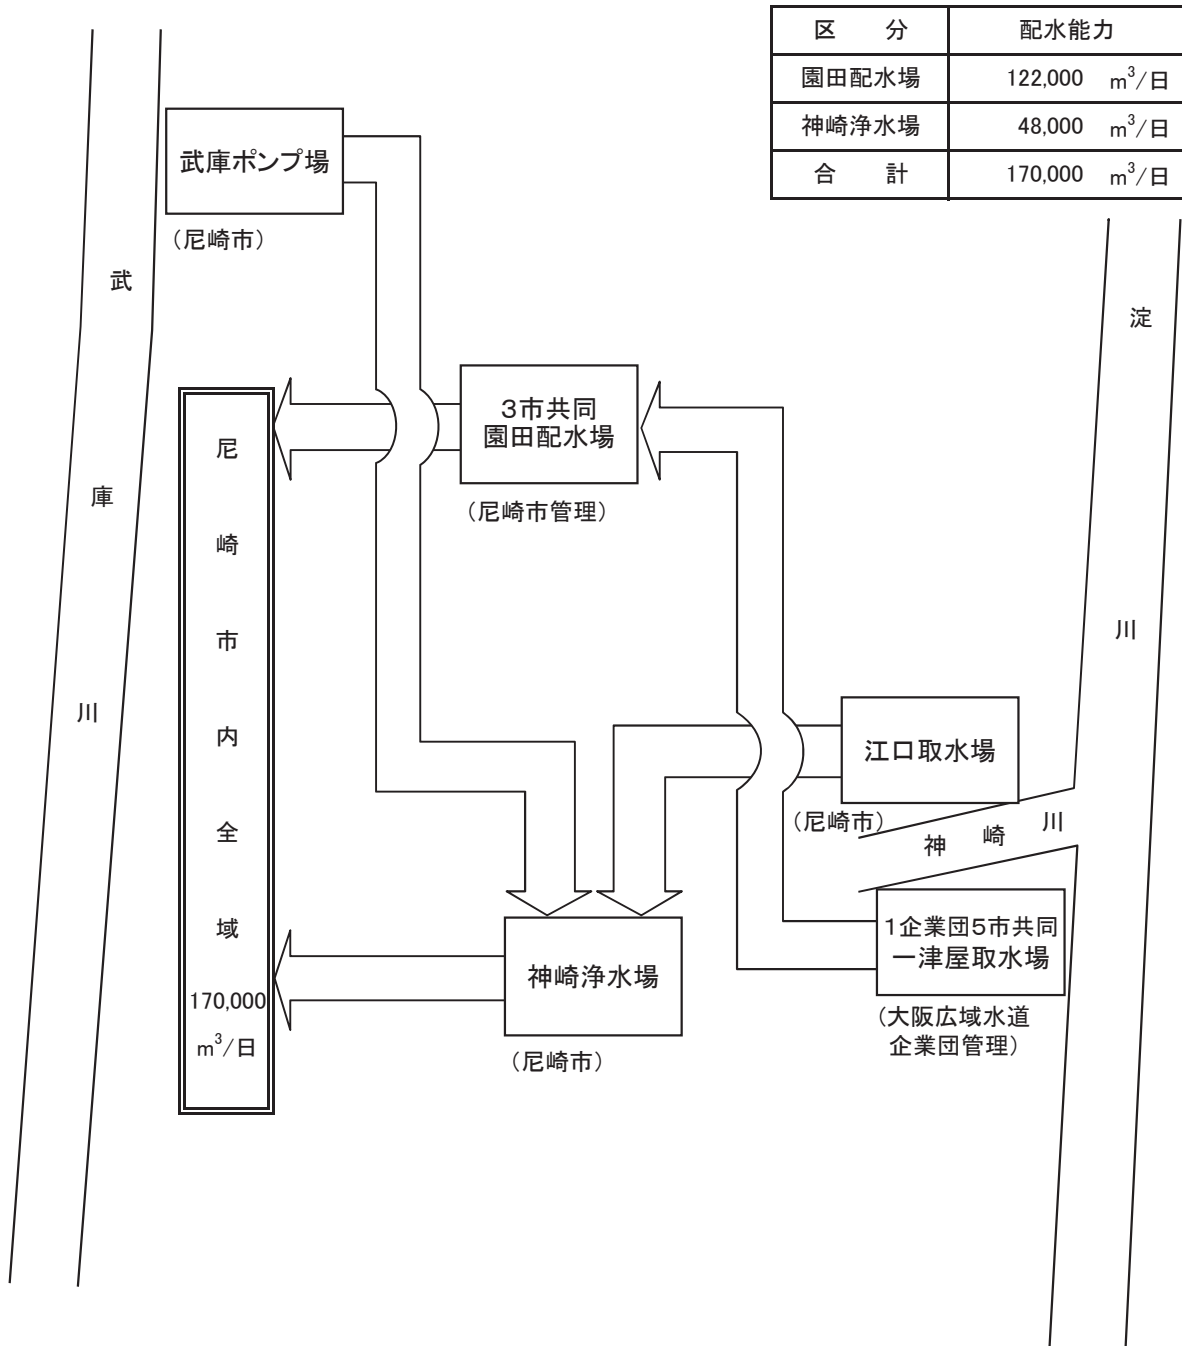 区　　分　配水能力
園田配水場　122,000　m³/日
神崎浄水場　48,000　m³/日
合　　計　170,000　m³/日
武庫ポンプ場
（尼崎市）
武庫川
淀川
3市共同
園田配水場
（尼崎市管理）
尼崎市内全域
170,000
m³/日
江口取水場
（尼崎市）
神崎川
神崎浄水場
（尼崎市）
1企業団5市共同
一津屋取水場
（大阪広域水道
企業団管理）